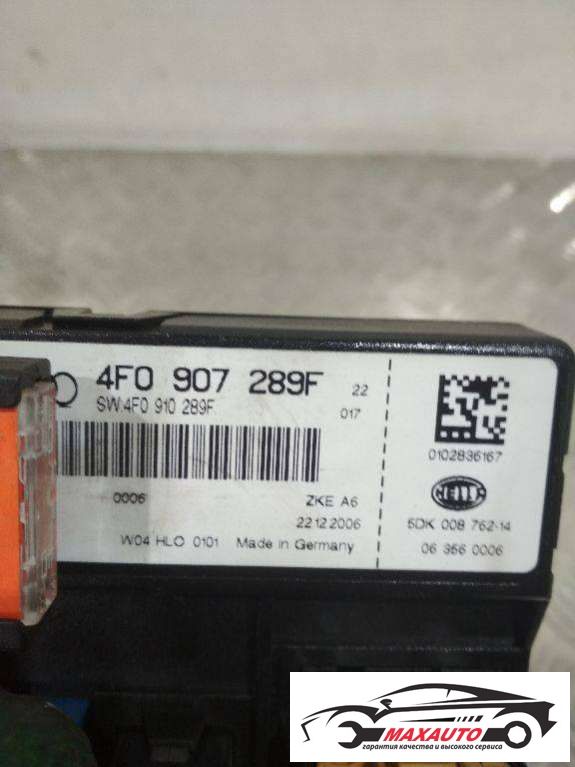 4F0 907 289F
22
SW:4F0 910 289F
017
0006
ZKE A6
22.12.2006
W04 HLO 0101 Made in Germany
0102836167
HELLA
5DK 008 762-14
06 356 0006
MAXAUTO
гарантия качества и высокого сервиса